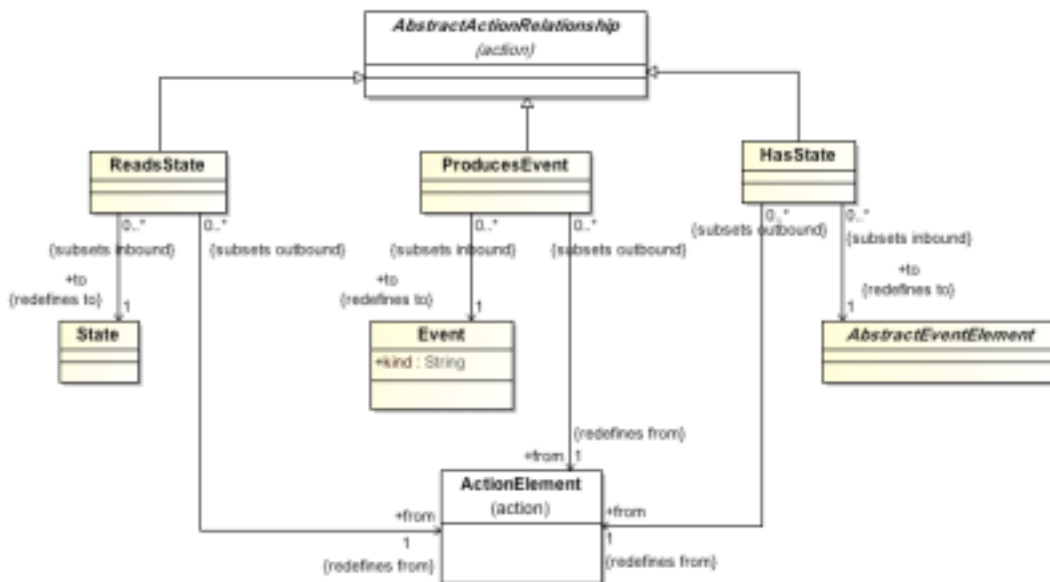 AbstractActionRelationship
(action)
ReadsState
ProducesEvent
HasState
0..*
0..*
0..*
0..*
0..*
0..*
{subsets inbound}
{subsets outbound}
{subsets inbound}
{subsets outbound}
{subsets outbound}
{subsets inbound}
+to
{redefines to}
1
+to
{redefines to}
1
+to
{redefines to}
1
State
Event
+kind : String
AbstractEventElement
{redefines from}
+from
1
ActionElement
(action)
+from
1
{redefines from}
+from
1
{redefines from}